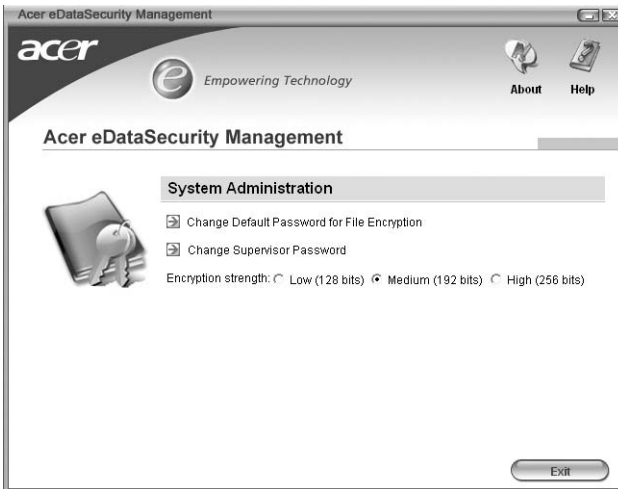 Acer eDataSecurity Management
acer
e Empowering Technology
About Help
Acer eDataSecurity Management
System Administration
Change Default Password for File Encryption
Change Supervisor Password
Encryption strength: Low (128 bits) Medium (192 bits) High (256 bits)
Exit